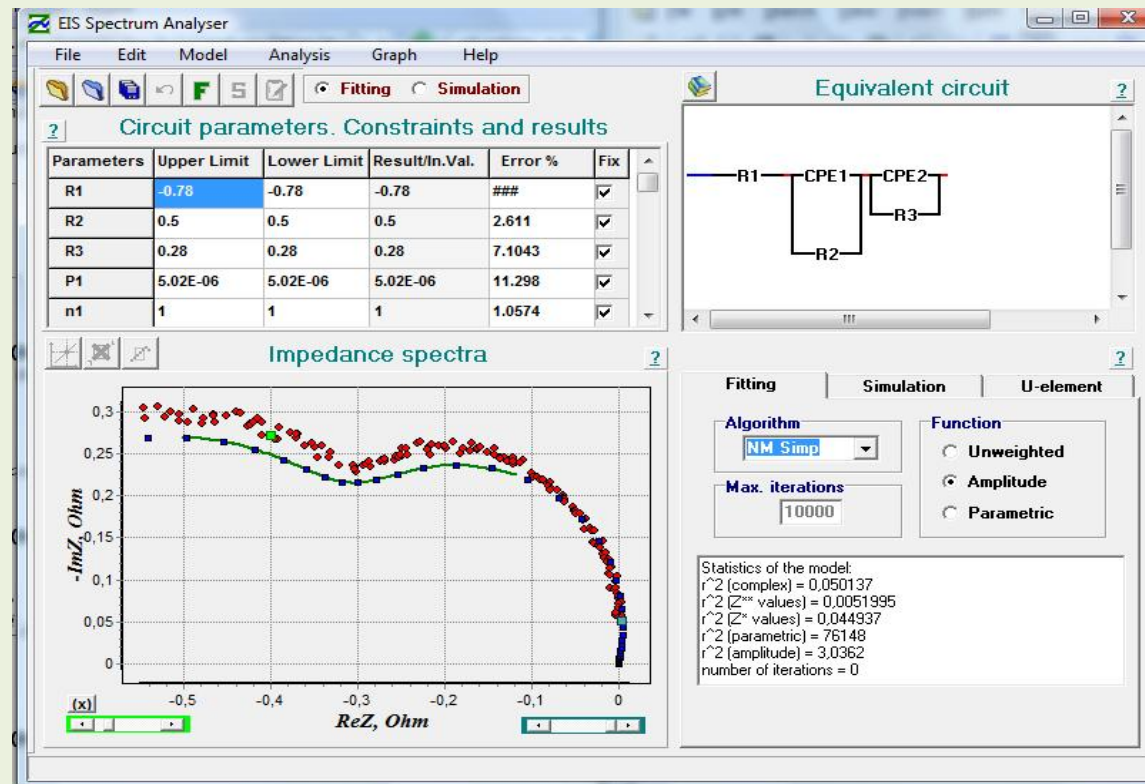 EIS Spectrum Analyser
File Edit Model Analysis Graph Help
F S Fitting Simulation
? Circuit parameters. Constraints and results
Parameters Upper Limit Lower Limit Result/In.Val. Error % Fix
R1 -0.78 -0.78 -0.78 ###
R2 0.5 0.5 0.5 2.611
R3 0.28 0.28 0.28 7.1043
P1 5.02E-06 5.02E-06 5.02E-06 11.298
n1 1 1 1 1.0574
Equivalent circuit ?
R1 CPE1 CPE2
R3
R2
Impedance spectra ?
-ImZ, Ohm
0,3
0,25
0,2
0,15
0,1
0,05
0
-0,5 -0,4 -0,3 -0,2 -0,1 0
(x)
ReZ, Ohm
?
Fitting Simulation U-element
Algorithm
NM Simp
Max. iterations
10000
Function
Unweighted
Amplitude
Parametric
Statistics of the model:
r^2 (complex) = 0,050137
r^2 (Z** values) = 0,0051995
r^2 (Z* values) = 0,044937
r^2 (parametric) = 76148
r^2 (amplitude) = 3,0362
number of iterations = 0